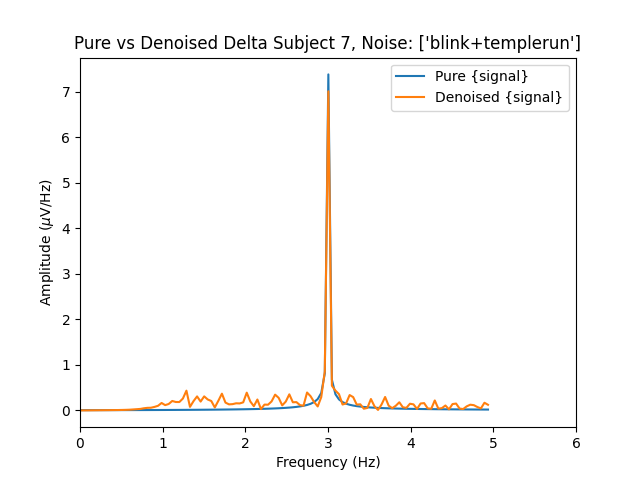 Pure vs Denoised Delta Subject 7, Noise: ['blink+templerun']
Pure {signal}
Denoised {signal}
Amplitude (μV/Hz)
7
6
5
4
3
2
1
0
0 1 2 3 4 5 6
Frequency (Hz)